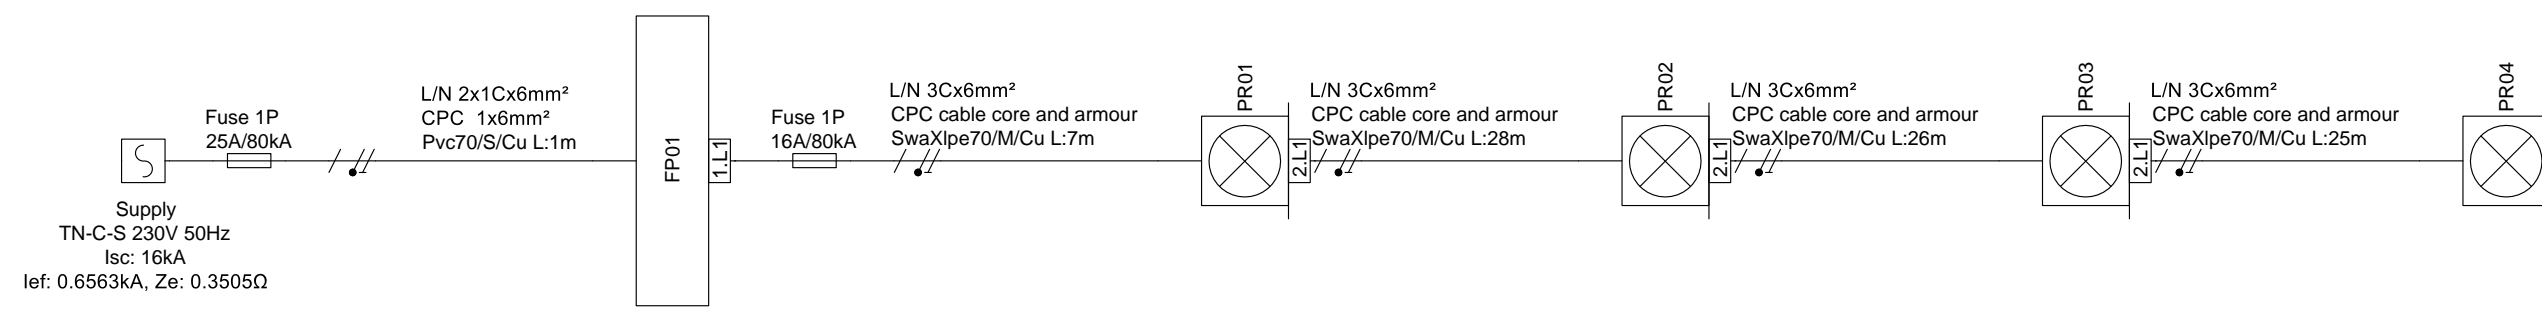 Supply
TN-C-S 230V 50Hz
Isc: 16kA
Ief: 0.6563kA, Ze: 0.3505Ω
Fuse 1P
25A/80kA
L/N 2x1Cx6mm²
CPC  1x6mm²
Pvc70/S/Cu L:1m
FP01
1.L1
Fuse 1P
16A/80kA
L/N 3Cx6mm²
CPC cable core and armour
SwaXlpe70/M/Cu L:7m
PR01
2.L1
L/N 3Cx6mm²
CPC cable core and armour
SwaXlpe70/M/Cu L:28m
PR02
2.L1
L/N 3Cx6mm²
CPC cable core and armour
SwaXlpe70/M/Cu L:26m
PR03
2.L1
L/N 3Cx6mm²
CPC cable core and armour
SwaXlpe70/M/Cu L:25m
PR04